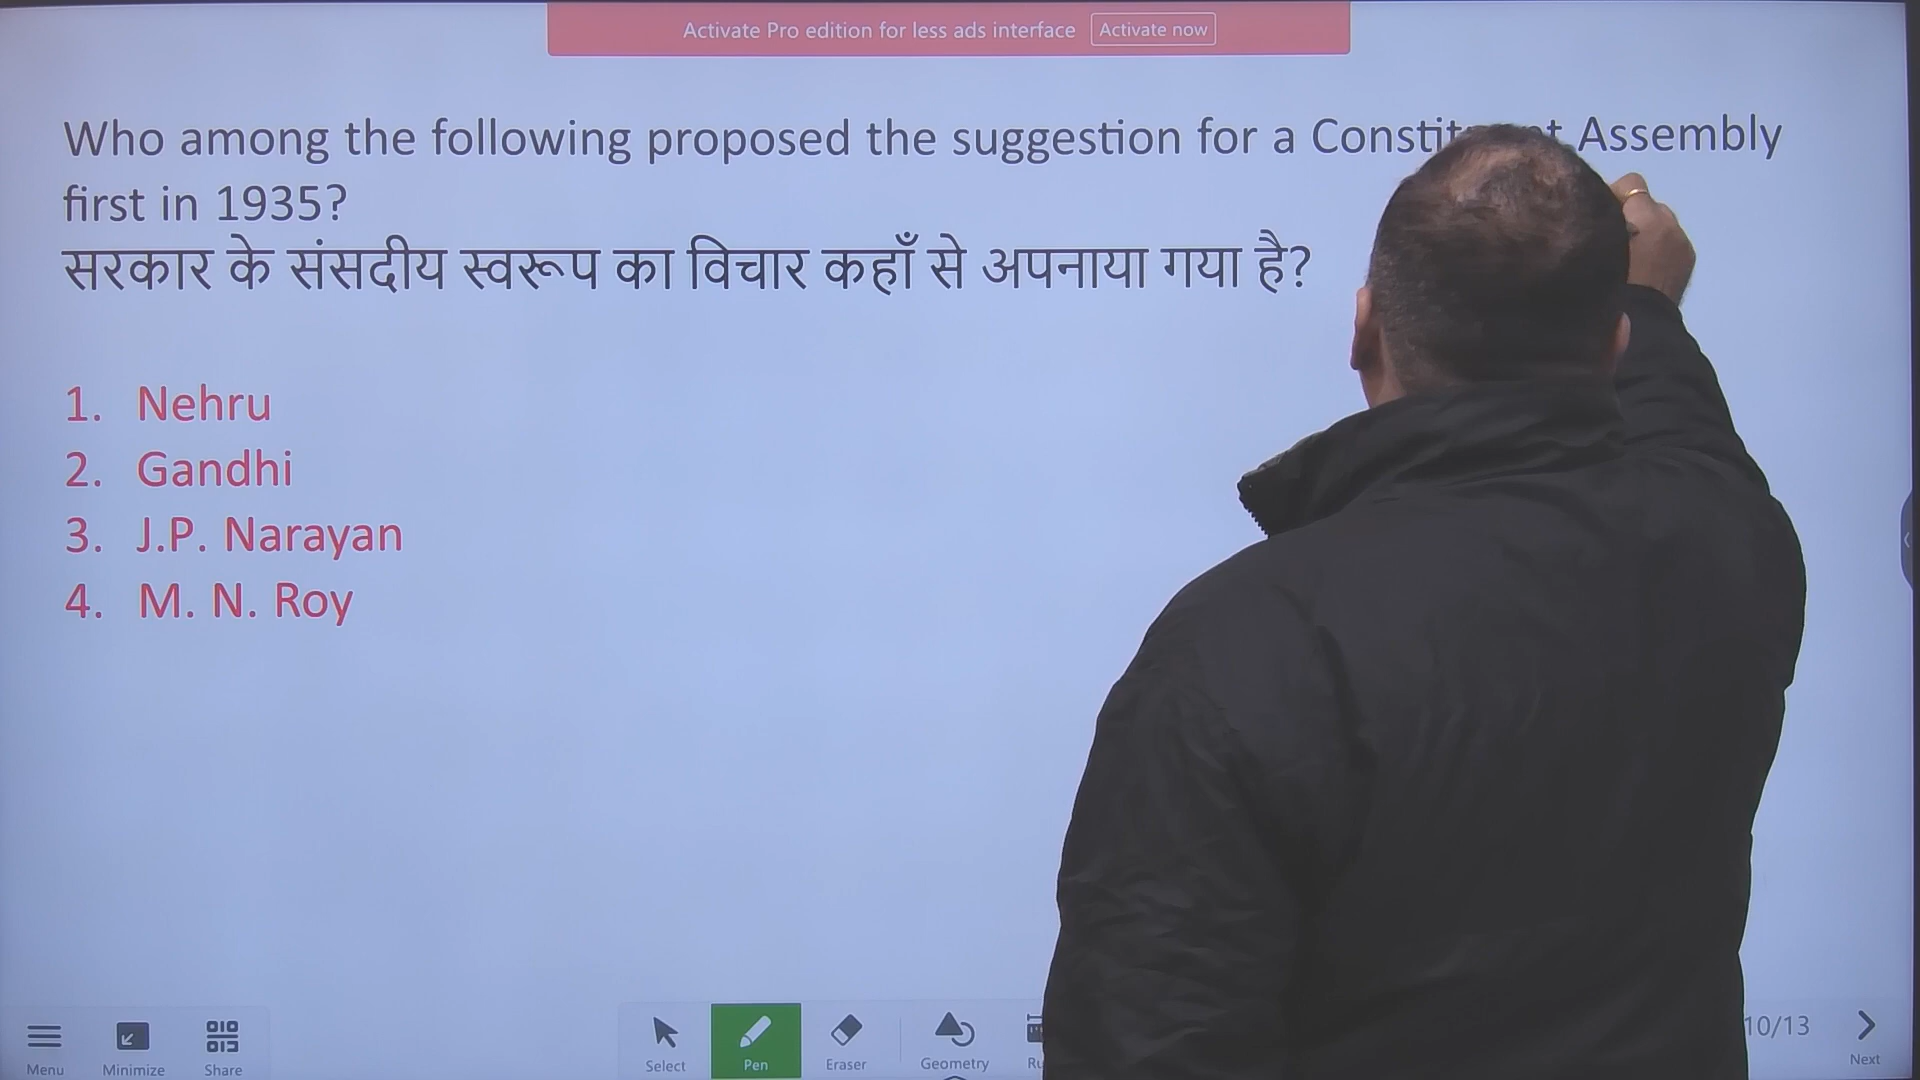 Activate Pro edition for less ads interface Activate now
Who among the following proposed the suggestion for a Assembly
first in 1935?
सरकार के संसदीय स्वरूप का विचार कहाँ से अपनाया गया है?
1. Nehru
2. Gandhi
3. J.P. Narayan
4. M. N. Roy
Menu Minimize Share Select Pen Eraser Geometry 10/13 Next